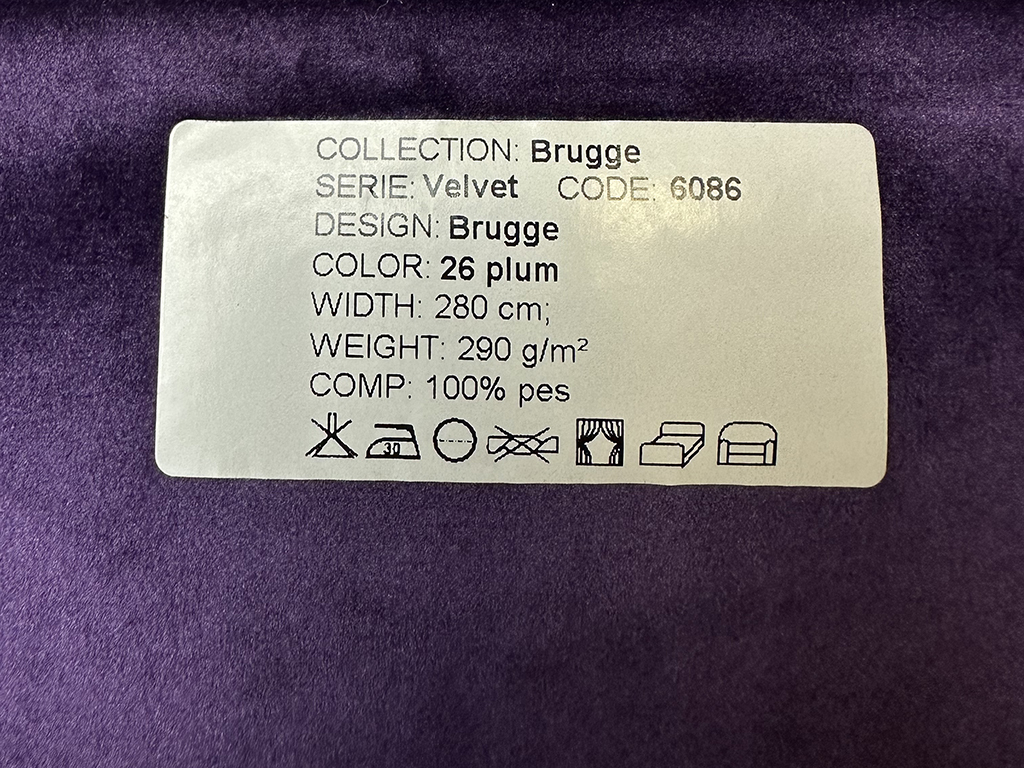 COLLECTION: Brugge
SERIE: Velvet CODE: 6086
DESIGN: Brugge
COLOR: 26 plum
WIDTH: 280 cm;
WEIGHT: 290 g/m²
COMP: 100% pes
30